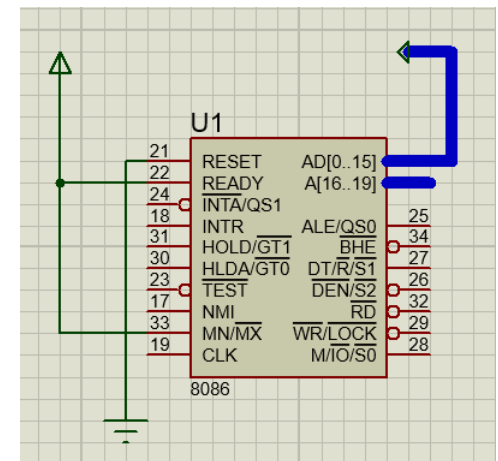 U1
21 RESET AD[0..15]
22 READY A[16..19]
24 INTA/QS1
18 INTR ALE/QS0 25
31 HOLD/GT1 BHE 34
30 HLDA/GT0 DT/R/S1 27
23 TEST DEN/S2 26
17 NMI RD 32
33 MN/MX WR/LOCK 29
19 CLK M/IO/S0 28
8086